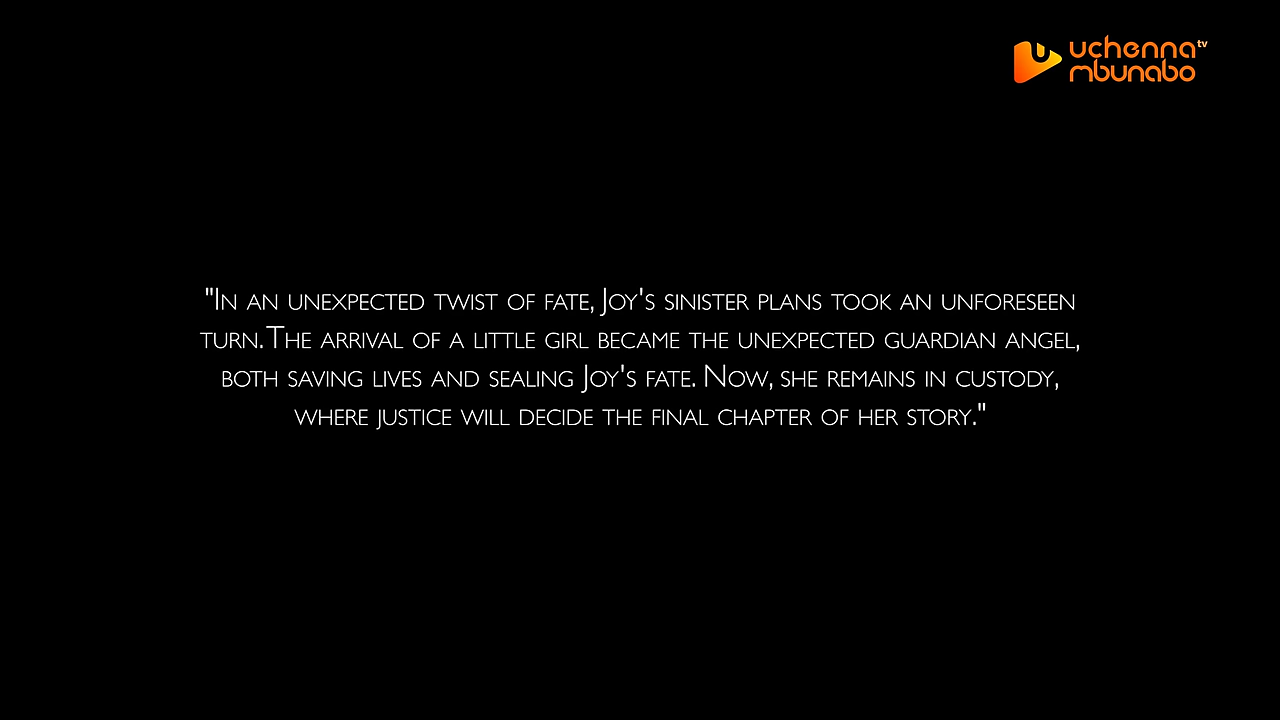 uchenna tv
mbunabo
"In an unexpected twist of fate, Joy's sinister plans took an unforeseen
turn. The arrival of a little girl became the unexpected guardian angel,
both saving lives and sealing Joy's fate. Now, she remains in custody,
where justice will decide the final chapter of her story."